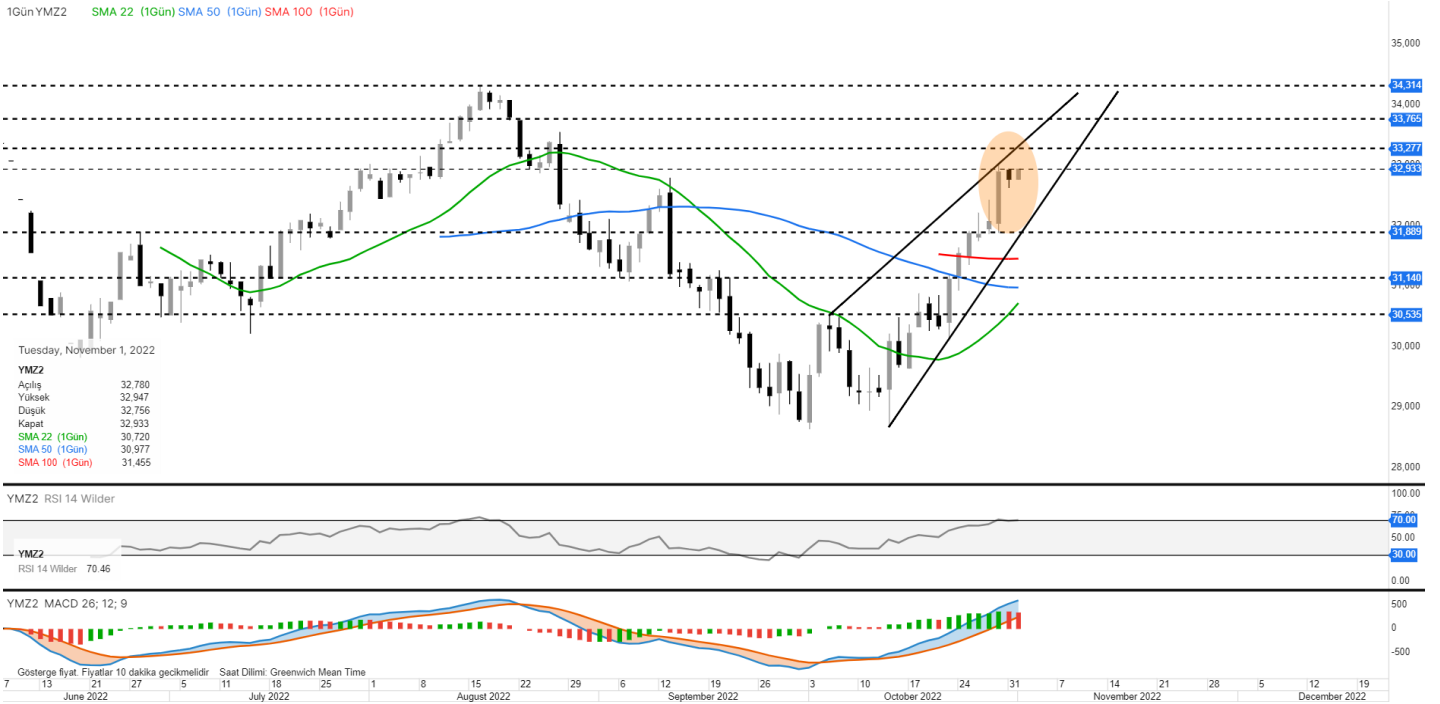 1Gün YMZ2 SMA 22 (1Gün) SMA 50 (1Gün) SMA 100 (1Gün)
35,000
34,314
34,000
33,765
33,277
32,933
32,000
31,889
31,140
31,000
30,535
30,000
29,000
28,000
Tuesday, November 1, 2022
YMZ2
Açılış 32,780
Yüksek 32,947
Düşük 32,756
Kapat 32,933
SMA 22 (1Gün) 30,720
SMA 50 (1Gün) 30,977
SMA 100 (1Gün) 31,455
YMZ2 RSI 14 Wilder
100.00
75.00
70.00
50.00
30.00
0.00
YMZ2
RSI 14 Wilder 70.46
YMZ2 MACD 26; 12; 9
500
0
-500
Gösterge fiyat. Fiyatlar 10 dakika gecikmelidir Saat Dilimi: Greenwich Mean Time
7 13 21 27 5 11 18 25 1 8 15 22 29 6 12 19 26 3 10 17 24 31 7 14 21 28 5 12 19
June 2022 July 2022 August 2022 September 2022 October 2022 November 2022 December 2022